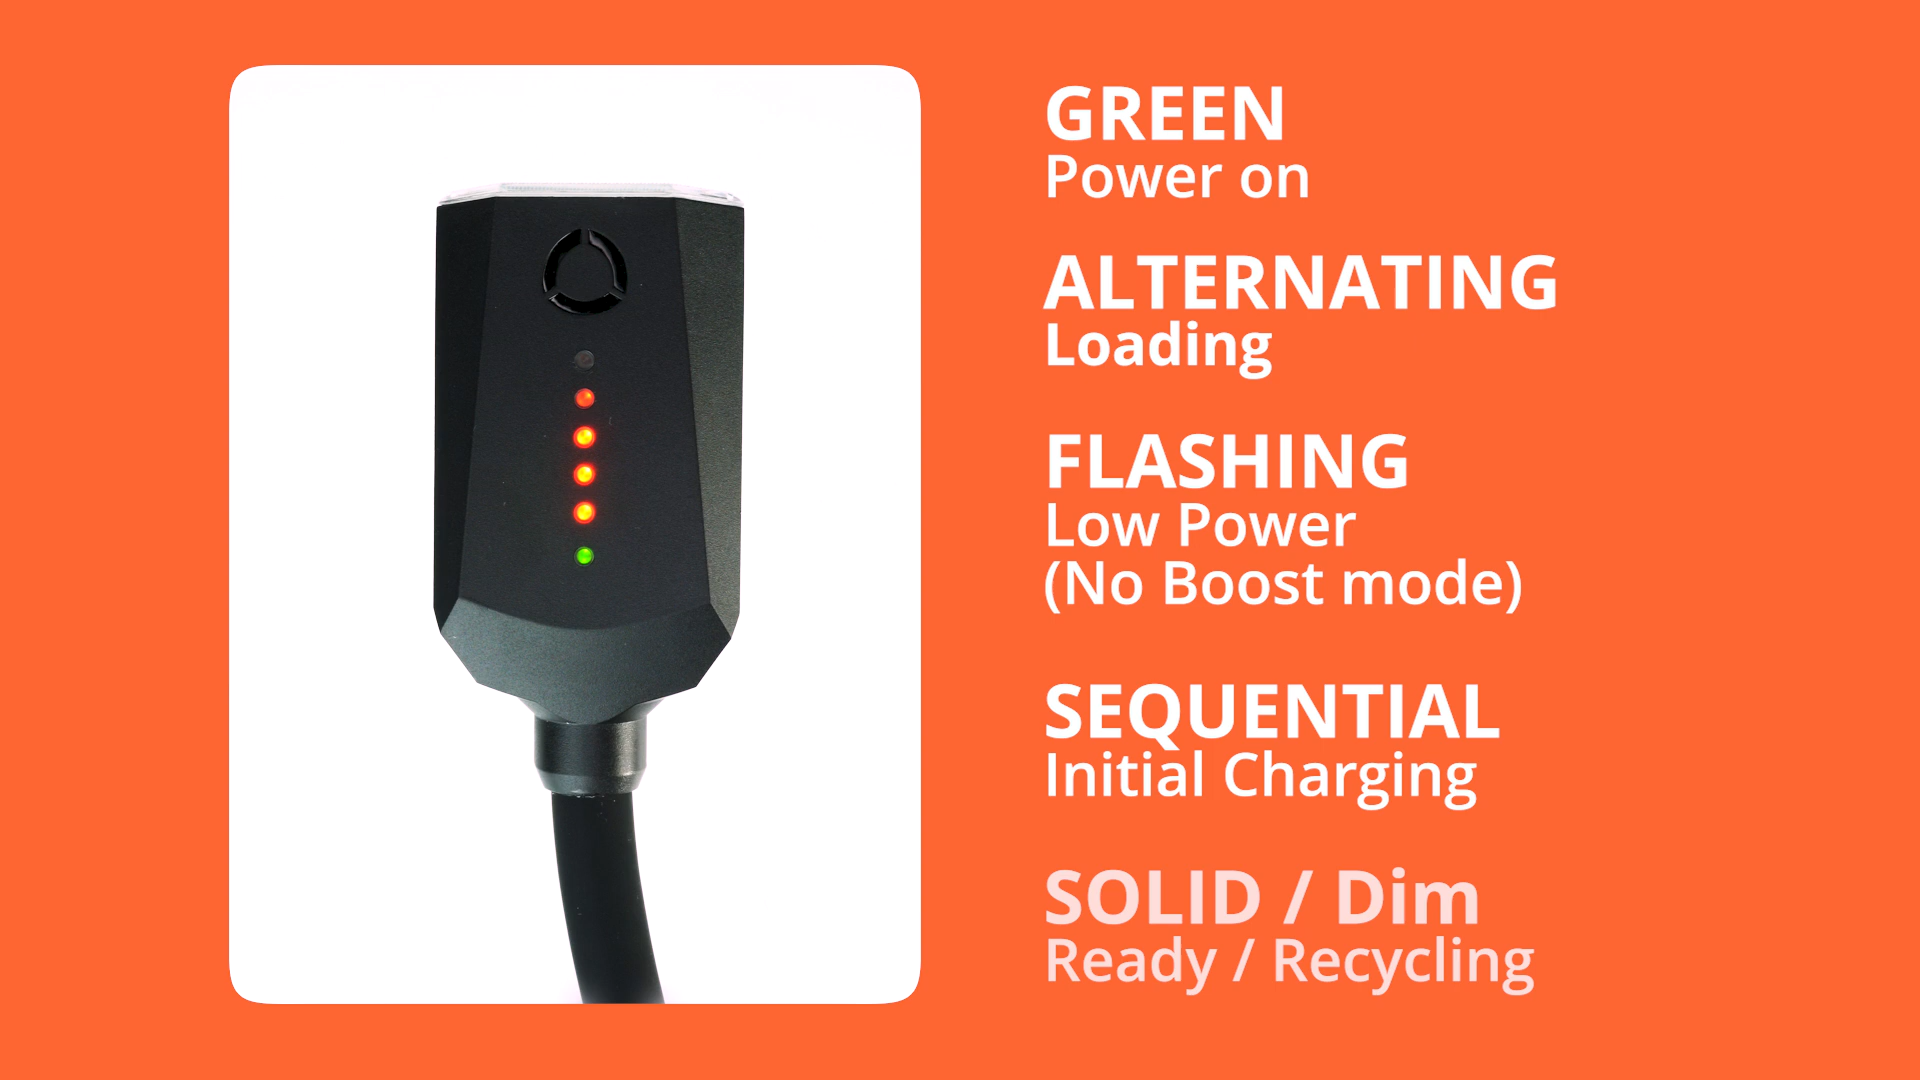 GREEN
Power on
ALTERNATING
Loading
FLASHING
Low Power
(No Boost mode)
SEQUENTIAL
Initial Charging
SOLID / Dim
Ready / Recycling